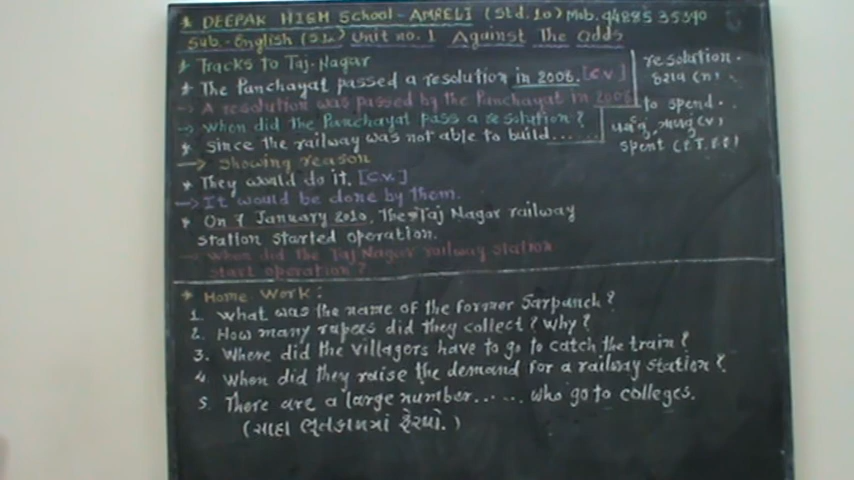 * DEEPAK HIGH School - AMRELI (Std. 10) Mob. 94885 35390
Sub.- English (S.L.) Unit no. 1 Against The Odds
* Tracks to Taj-Nagar
* The Panchayat passed a resolution in 2008. [C.V.]
→ A resolution was passed by the Panchayat in 2008.
→ When did the Panchayat pass a resolution?
* Since the railway was not able to build......
→ Showing reason
* They would do it. [C.V.]
→ It would be done by them.
* On 7 January 2010, The Taj Nagar railway
station started operation.
→ When did the Taj Nagar railway station
start operation?
resolution -
ઠરાવ (n).
to spend -
(v)
spent (P.T. P.P.)
* Home Work:
1. What was the name of the former Sarpanch?
2. How many rupees did they collect? Why?
3. Where did the villagers have to go to catch the train?
4. When did they raise the demand for a railway station?
5. There are a large number...... who go to colleges.
(સાદા ભૂતકાળમાં ફેરવો.)